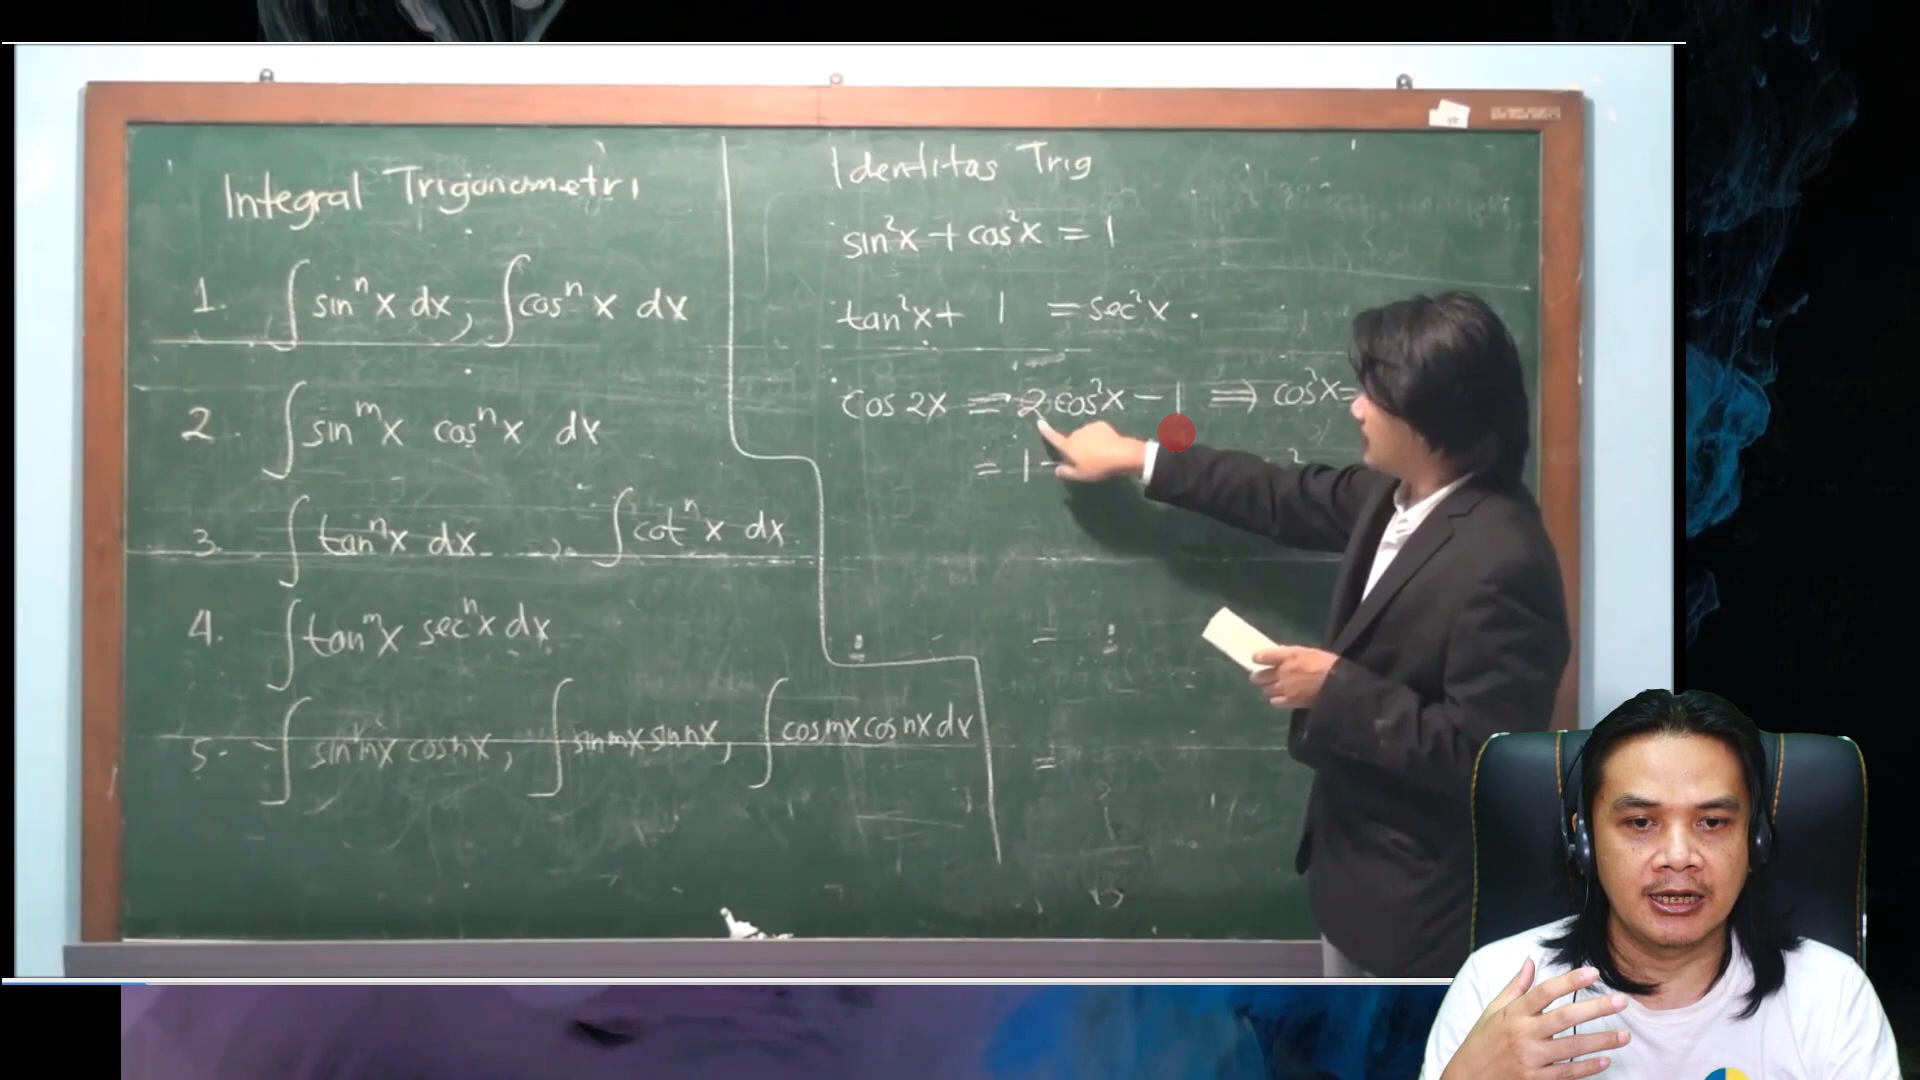 Integral Trigonometri
1. ∫ sinⁿx dx, ∫ cosⁿx dx
2. ∫ sinᵐx cosⁿx dx
3. ∫ tanⁿx dx, ∫ cotⁿx dx
4. ∫ tanᵐx secⁿx dx
5. ∫ sin mx cos nx, ∫ sin mx sin nx, ∫ cos mx cos nx dx
Identitas Trig
sin²x + cos²x = 1
tan²x + 1 = sec²x.
cos 2x = 2 cos²x - 1 ⇒ cos²x =
= 1 -
=
=